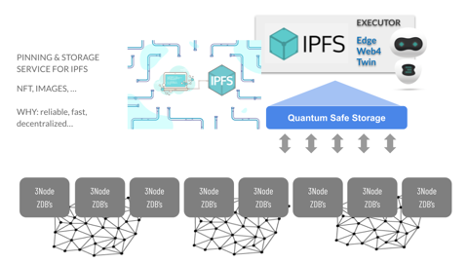 EXECUTOR
IPFS
Edge
Web4
Twin
PINNING & STORAGE
SERVICE FOR IPFS
NFT, IMAGES, ...
WHY: reliable, fast,
decentralized...
IPFS
Quantum Safe Storage
3Node ZDB's
3Node ZDB's
3Node ZDB's
3Node ZDB's
3Node ZDB's
3Node ZDB's
3Node ZDB's
3Node ZDB's